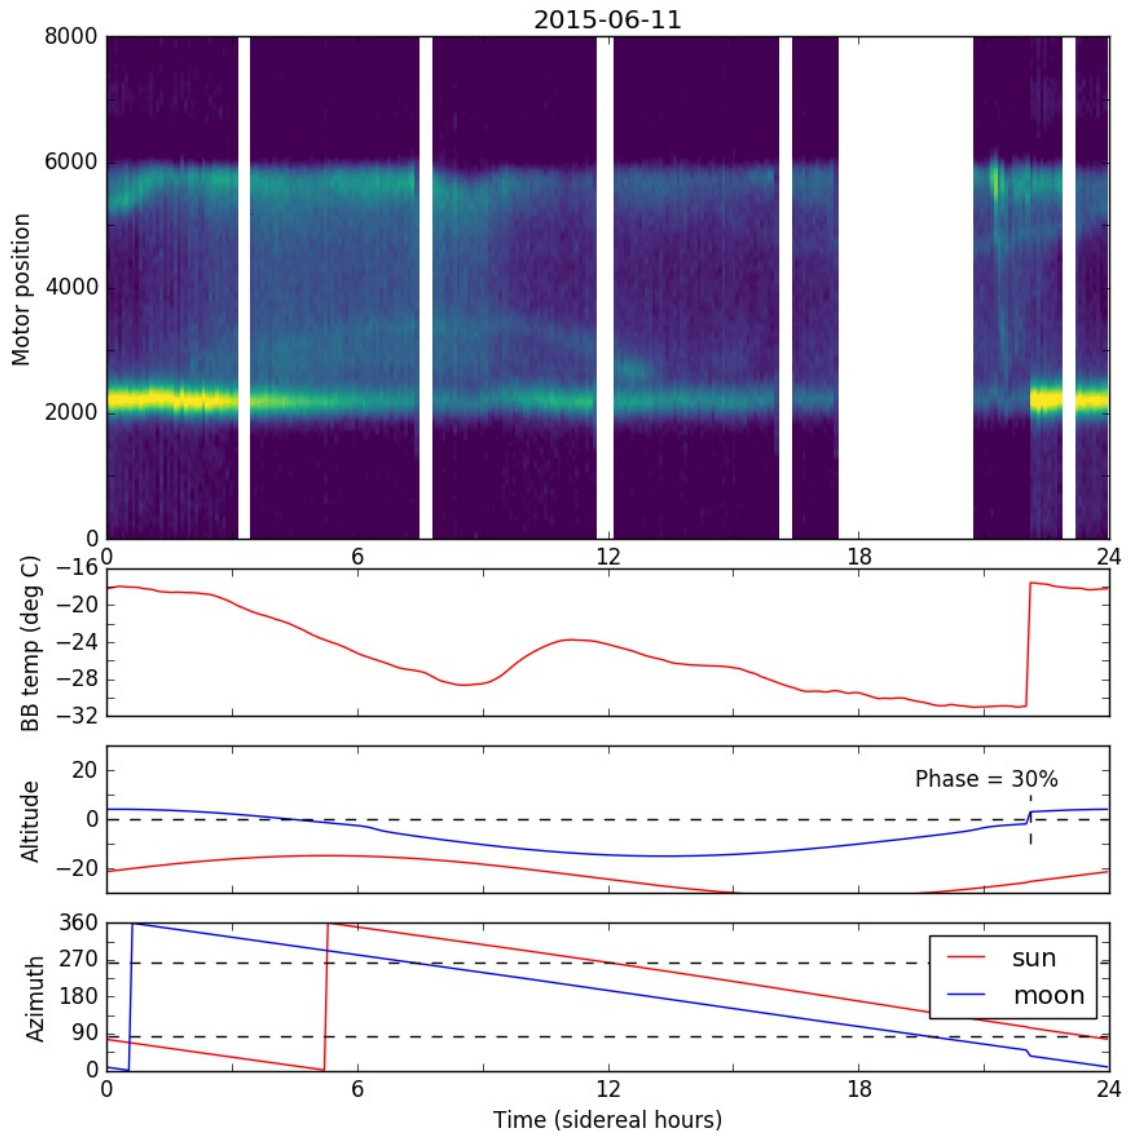 2015-06-11
8000
6000
4000
2000
0
Motor position
0 6 12 18 24
−16
−20
−24
−28
−32
BB temp (deg C)
20
0
−20
Altitude
Phase = 30%
360
270
180
90
0
Azimuth
sun
moon
0 6 12 18 24
Time (sidereal hours)